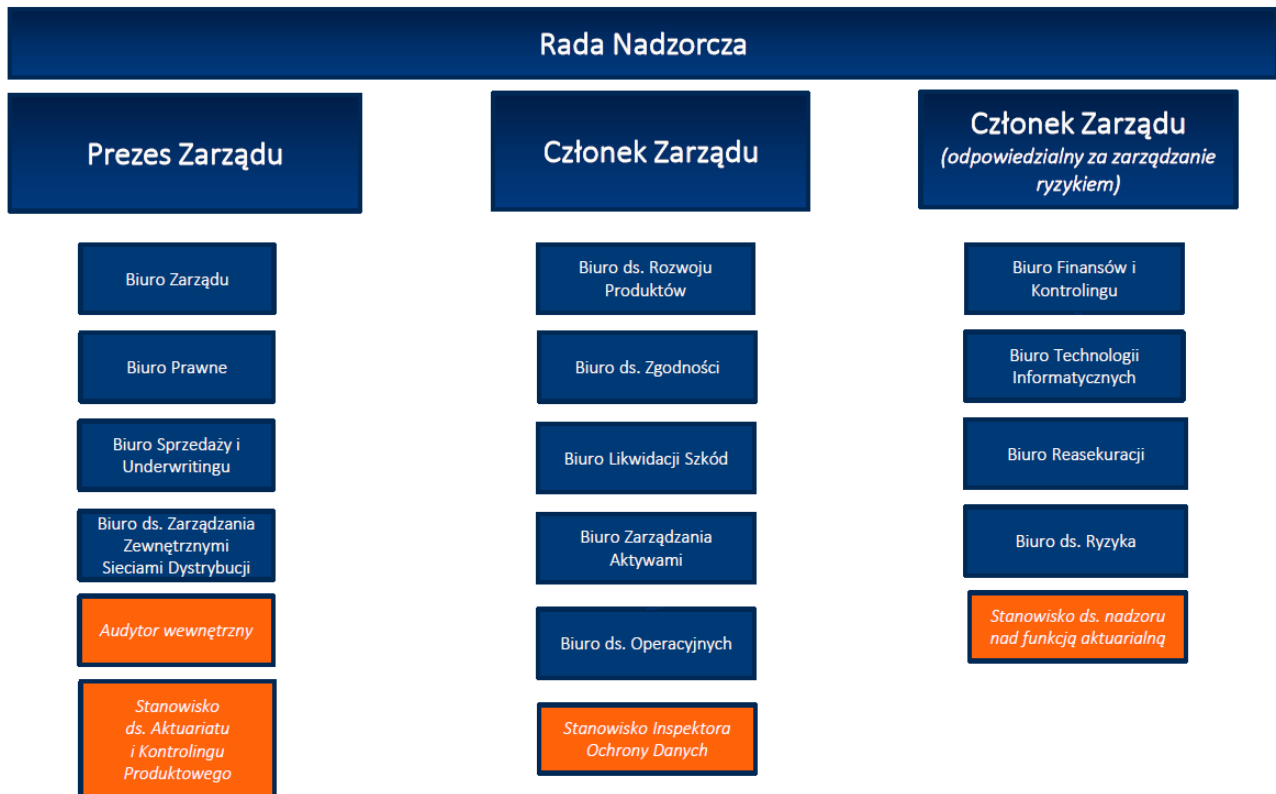 Rada Nadzorcza
Prezes Zarządu
Biuro Zarządu
Biuro Prawne
Biuro Sprzedaży i
Underwritingu
Biuro ds. Zarządzania
Zewnętrznymi
Sieciami Dystrybucji
Audytor wewnętrzny
Stanowisko
ds. Aktuariatu
i Kontrolingu
Produktowego
Członek Zarządu
Biuro ds. Rozwoju
Produktów
Biuro ds. Zgodności
Biuro Likwidacji Szkód
Biuro Zarządzania
Aktywami
Biuro ds. Operacyjnych
Stanowisko Inspektora
Ochrony Danych
Członek Zarządu
(odpowiedzialny za zarządzanie
ryzykiem)
Biuro Finansów i
Kontrolingu
Biuro Technologii
Informatycznych
Biuro Reasekuracji
Biuro ds. Ryzyka
Stanowisko ds. nadzoru
nad funkcją aktuarialną